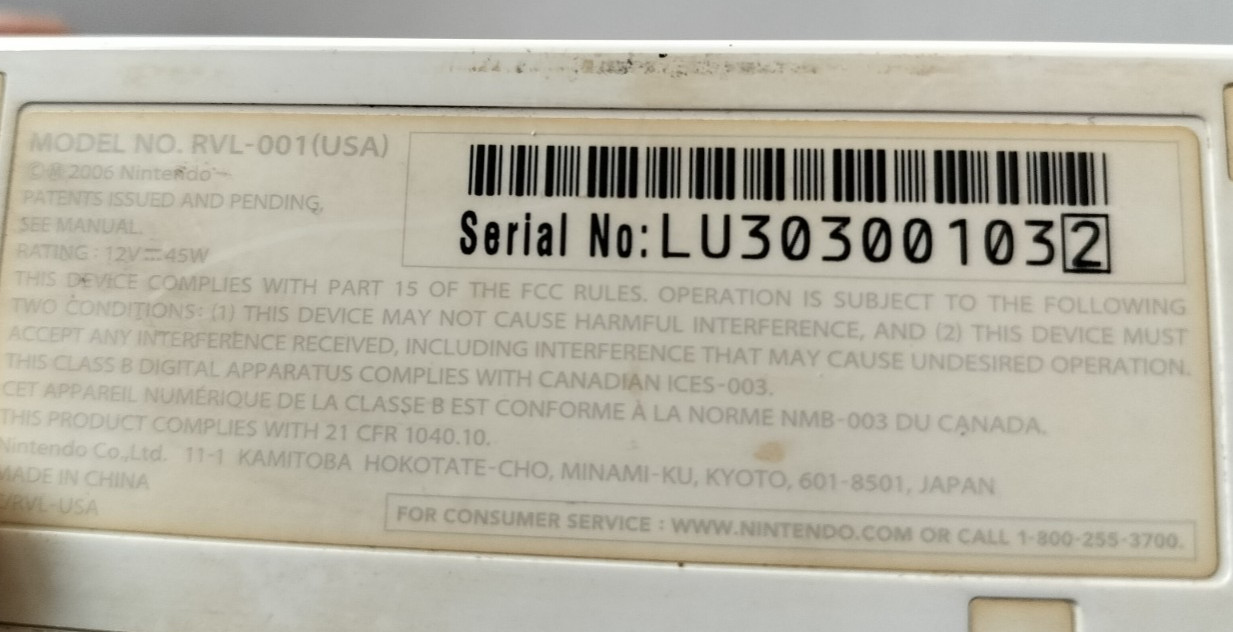 MODEL NO. RVL-001(USA)
©® 2006 Nintendo
PATENTS ISSUED AND PENDING,
SEE MANUAL.
RATING : 12V⎓45W
Serial No:LU303001032
THIS DEVICE COMPLIES WITH PART 15 OF THE FCC RULES. OPERATION IS SUBJECT TO THE FOLLOWING
TWO CONDITIONS: (1) THIS DEVICE MAY NOT CAUSE HARMFUL INTERFERENCE, AND (2) THIS DEVICE MUST
ACCEPT ANY INTERFERENCE RECEIVED, INCLUDING INTERFERENCE THAT MAY CAUSE UNDESIRED OPERATION.
THIS CLASS B DIGITAL APPARATUS COMPLIES WITH CANADIAN ICES-003.
CET APPAREIL NUMÉRIQUE DE LA CLASSE B EST CONFORME À LA NORME NMB-003 DU CANADA.
THIS PRODUCT COMPLIES WITH 21 CFR 1040.10.
Nintendo Co.,Ltd. 11-1 KAMITOBA HOKOTATE-CHO, MINAMI-KU, KYOTO, 601-8501, JAPAN
MADE IN CHINA
/RVL-USA
FOR CONSUMER SERVICE : WWW.NINTENDO.COM OR CALL 1-800-255-3700.